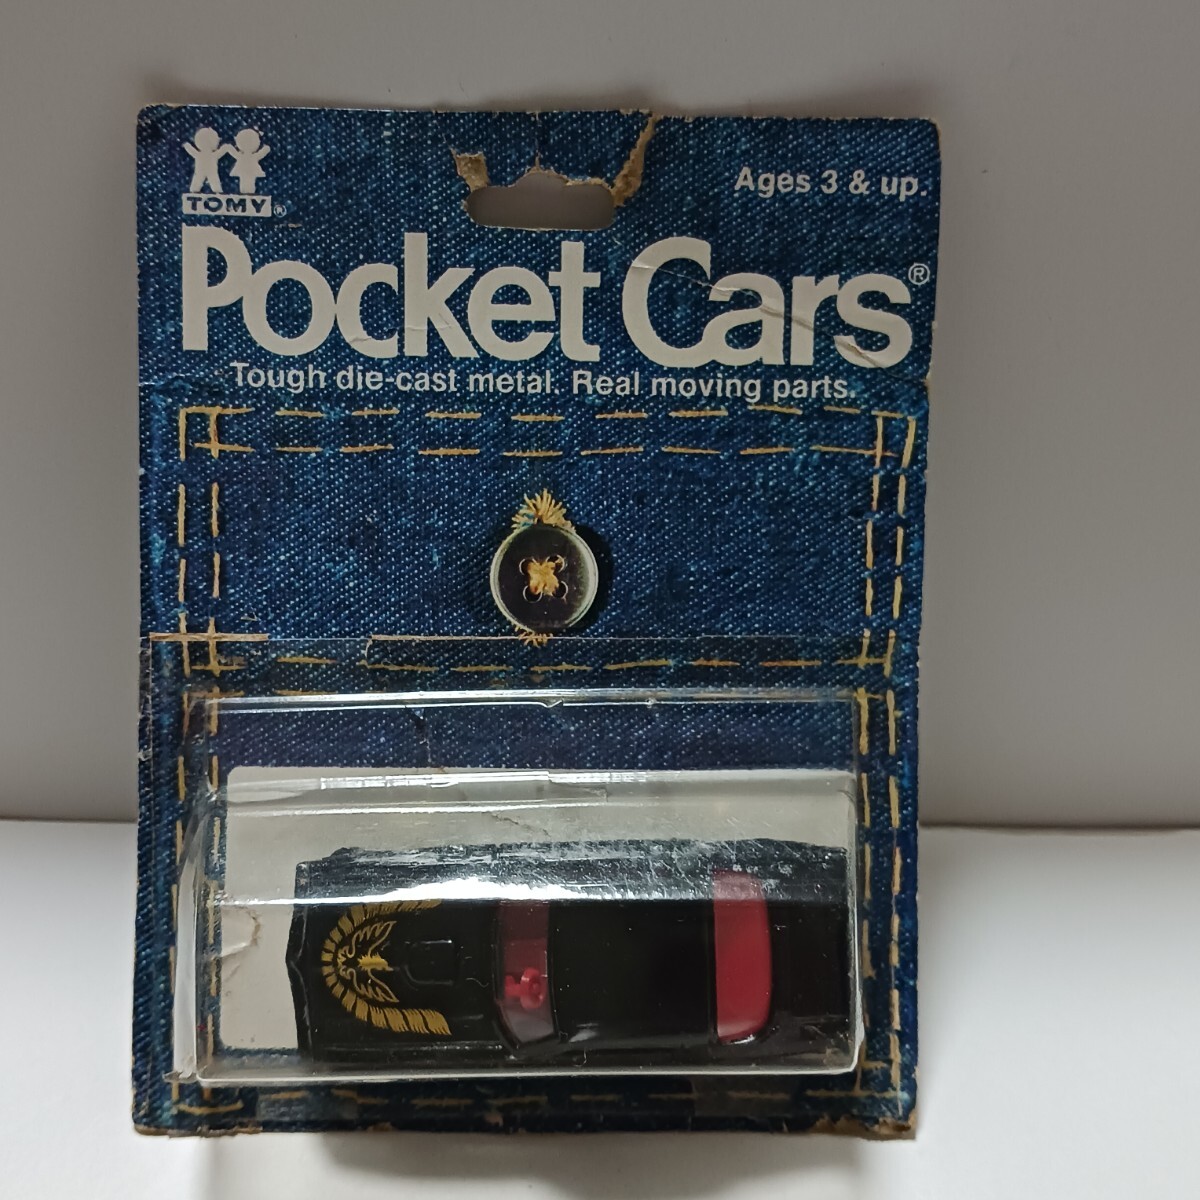 TOMY®
Ages 3 & up.
Pocket Cars®
Tough die-cast metal. Real moving parts.